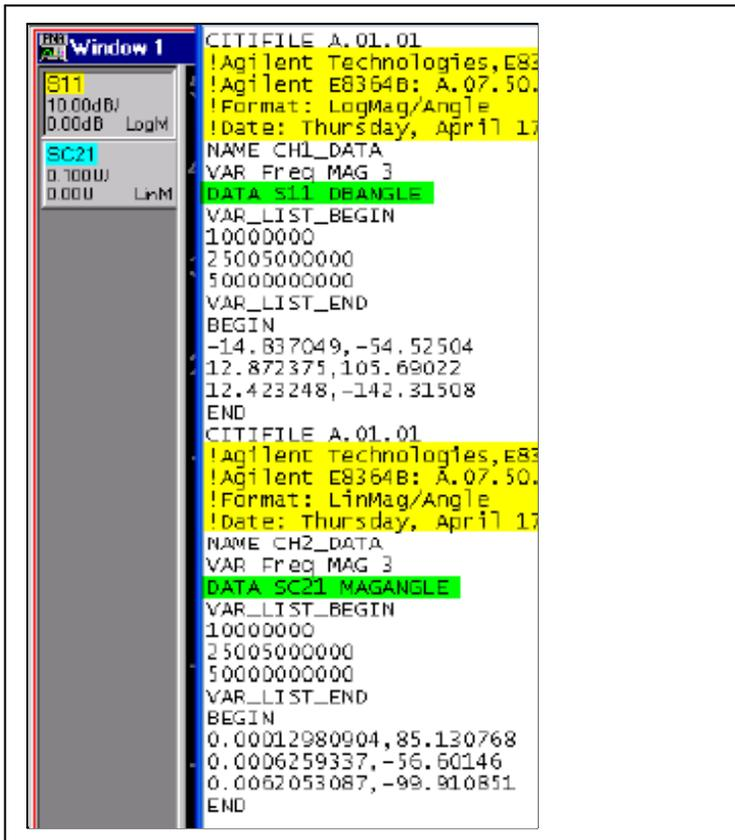 Window 1
S11
10.00dB/
0.00dB LogM
SC21
0.100U/
0.00U LinM
CITIFILE A.01.01
!Agilent Technologies,E83
!Agilent E8364B: A.07.50.
!Format: LogMag/Angle
!Date: Thursday, April 17
NAME CH1_DATA
VAR Freq MAG 3
DATA S11 DBANGLE
VAR_LIST_BEGIN
10000000
25005000000
50000000000
VAR_LIST_END
BEGIN
-14.837049,-54.52504
12.872375,105.69022
12.423248,-142.31508
END
CITIFILE A.01.01
!Agilent Technologies,E83
!Agilent E8364B: A.07.50.
!Format: LinMag/Angle
!Date: Thursday, April 17
NAME CH2_DATA
VAR Freq MAG 3
DATA SC21 MAGANGLE
VAR_LIST_BEGIN
10000000
25005000000
50000000000
VAR_LIST_END
BEGIN
0.00012980904,85.130768
0.0006259337,-56.60146
0.0062053087,-99.910851
END